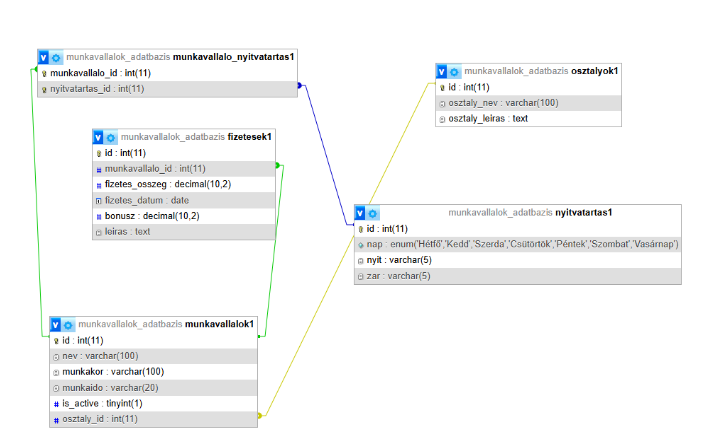 munkavallalok_adatbazis munkavallalo_nyitvatartas1
munkavallalo_id : int(11)
nyitvatartas_id : int(11)
munkavallalok_adatbazis osztalyok1
id : int(11)
osztaly_nev : varchar(100)
osztaly_leiras : text
munkavallalok_adatbazis fizetesek1
id : int(11)
munkavallalo_id : int(11)
fizetes_osszeg : decimal(10,2)
fizetes_datum : date
bonusz : decimal(10,2)
leiras : text
munkavallalok_adatbazis nyitvatartas1
id : int(11)
nap : enum('Hétfő','Kedd','Szerda','Csütörtök','Péntek','Szombat','Vasárnap')
nyit : varchar(5)
zar : varchar(5)
munkavallalok_adatbazis munkavallalok1
id : int(11)
nev : varchar(100)
munkakor : varchar(100)
munkaido : varchar(20)
is_active : tinyint(1)
osztaly_id : int(11)